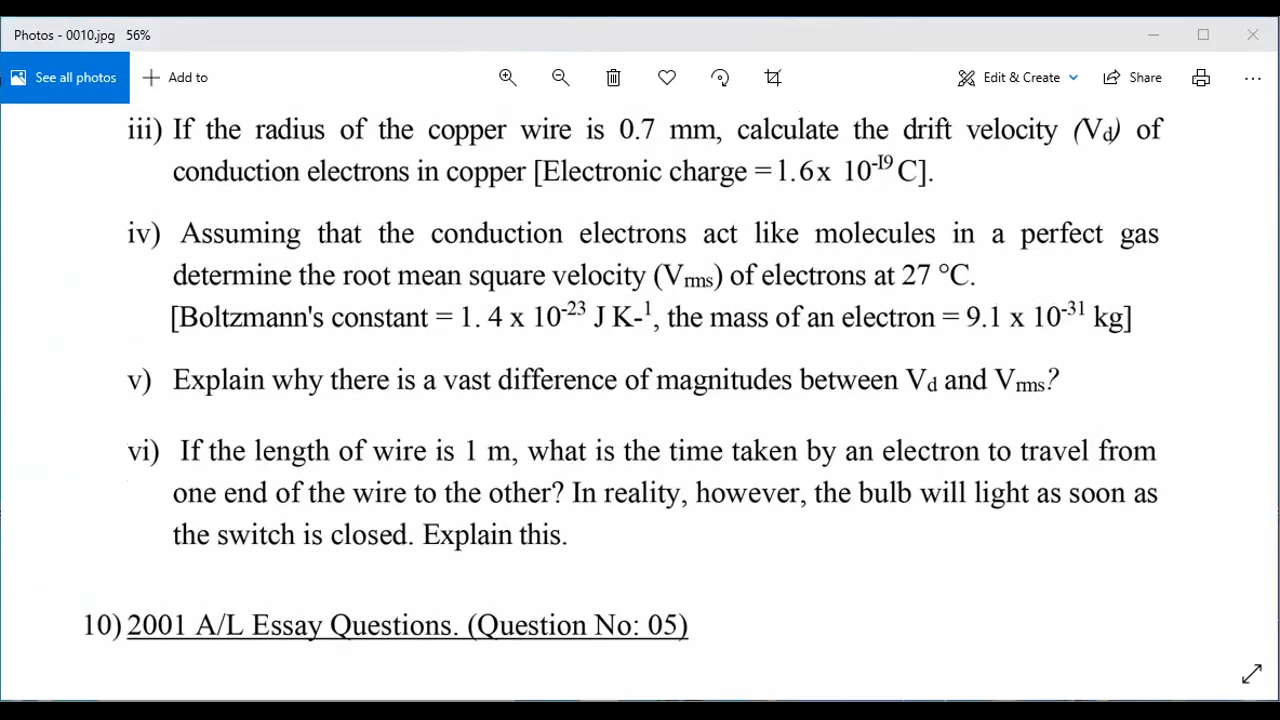 Photos - 0010.jpg 56%
See all photos
Add to
Edit & Create
Share
iii) If the radius of the copper wire is 0.7 mm, calculate the drift velocity (Vd) of
conduction electrons in copper [Electronic charge = 1.6x 10-I9 C].
iv) Assuming that the conduction electrons act like molecules in a perfect gas
determine the root mean square velocity (Vrms) of electrons at 27 °C.
[Boltzmann's constant = 1. 4 x 10-23 J K-1, the mass of an electron = 9.1 x 10-31 kg]
v) Explain why there is a vast difference of magnitudes between Vd and Vrms?
vi) If the length of wire is 1 m, what is the time taken by an electron to travel from
one end of the wire to the other? In reality, however, the bulb will light as soon as
the switch is closed. Explain this.
10) 2001 A/L Essay Questions. (Question No: 05)